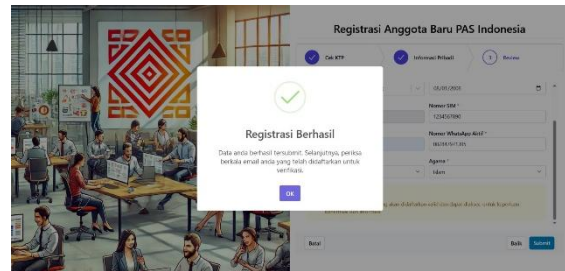 Registrasi Anggota Baru PAS Indonesia
Cek KTP
Informasi Pribadi
3
Review
Nomor SIM *
1234567890
Nomor WhatsApp Aktif *
Agama *
Islam
Registrasi Berhasil
Data anda berhasil tersubmit. Selanjutnya, periksa
berkala email anda yang telah didaftarkan untuk
verifikasi.
OK
Batal
Balik
Submit